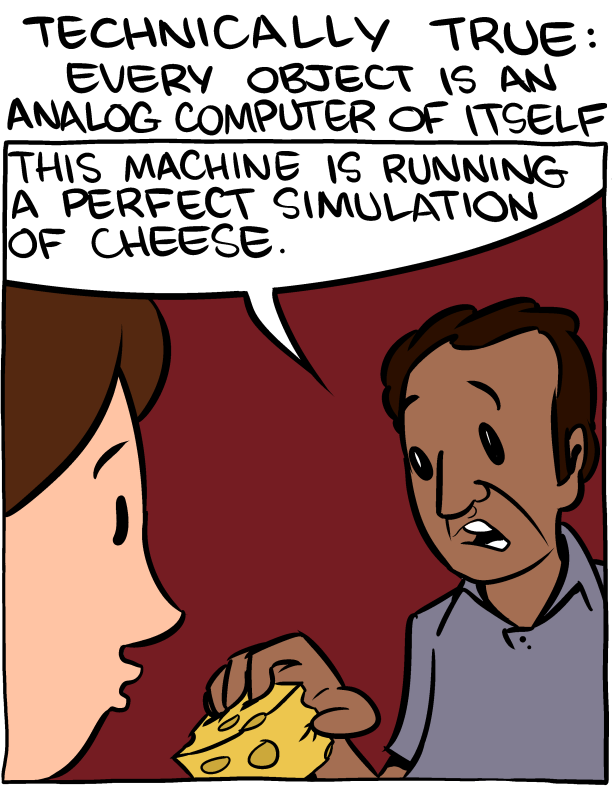 TECHNICALLY TRUE:
EVERY OBJECT IS AN
ANALOG COMPUTER OF ITSELF
THIS MACHINE IS RUNNING
A PERFECT SIMULATION
OF CHEESE.